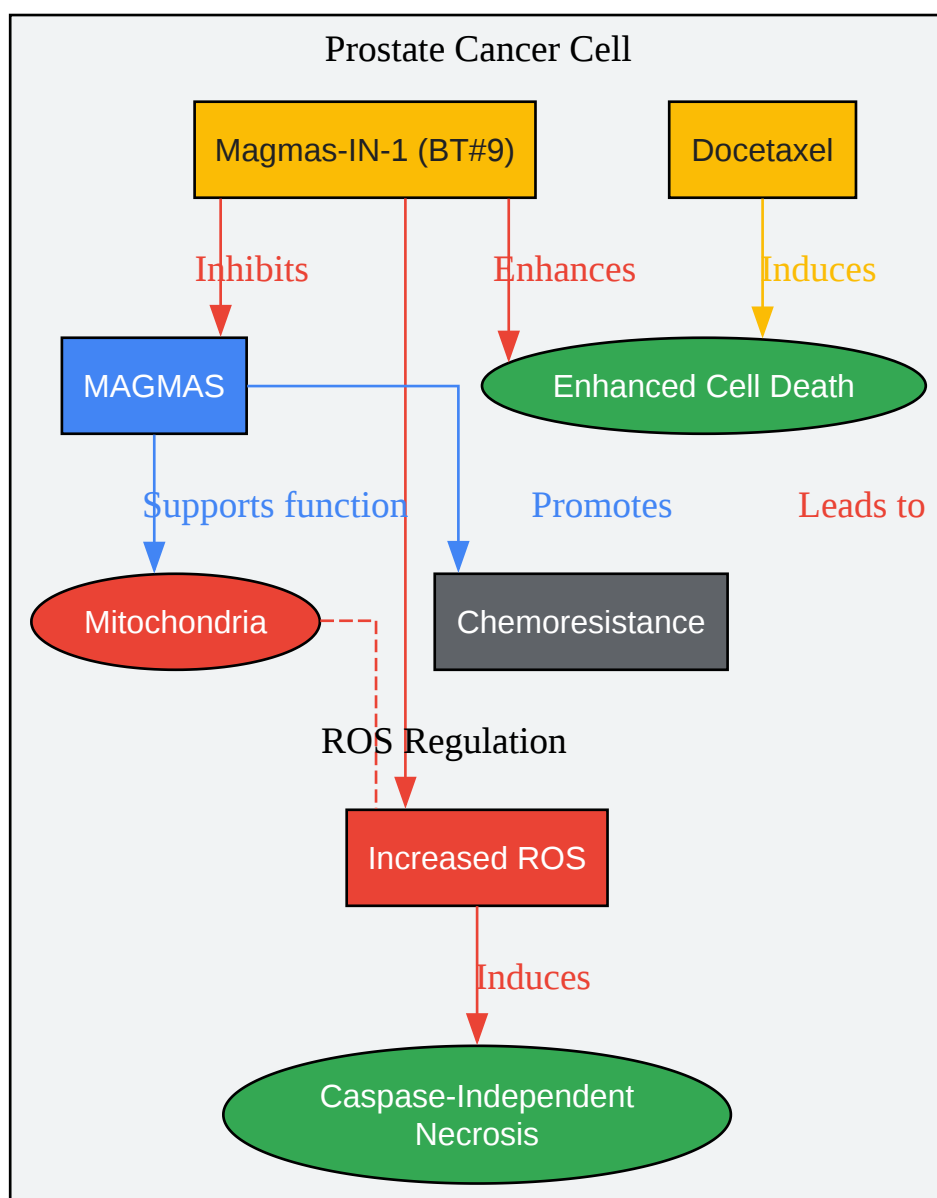 Prostate Cancer Cell
Magmas-IN-1 (BT#9)
Docetaxel
Inhibits
Enhances
Induces
MAGMAS
Enhanced Cell Death
Supports function
Promotes
Leads to
Mitochondria
Chemoresistance
ROS Regulation
Increased ROS
Induces
Caspase-Independent
Necrosis